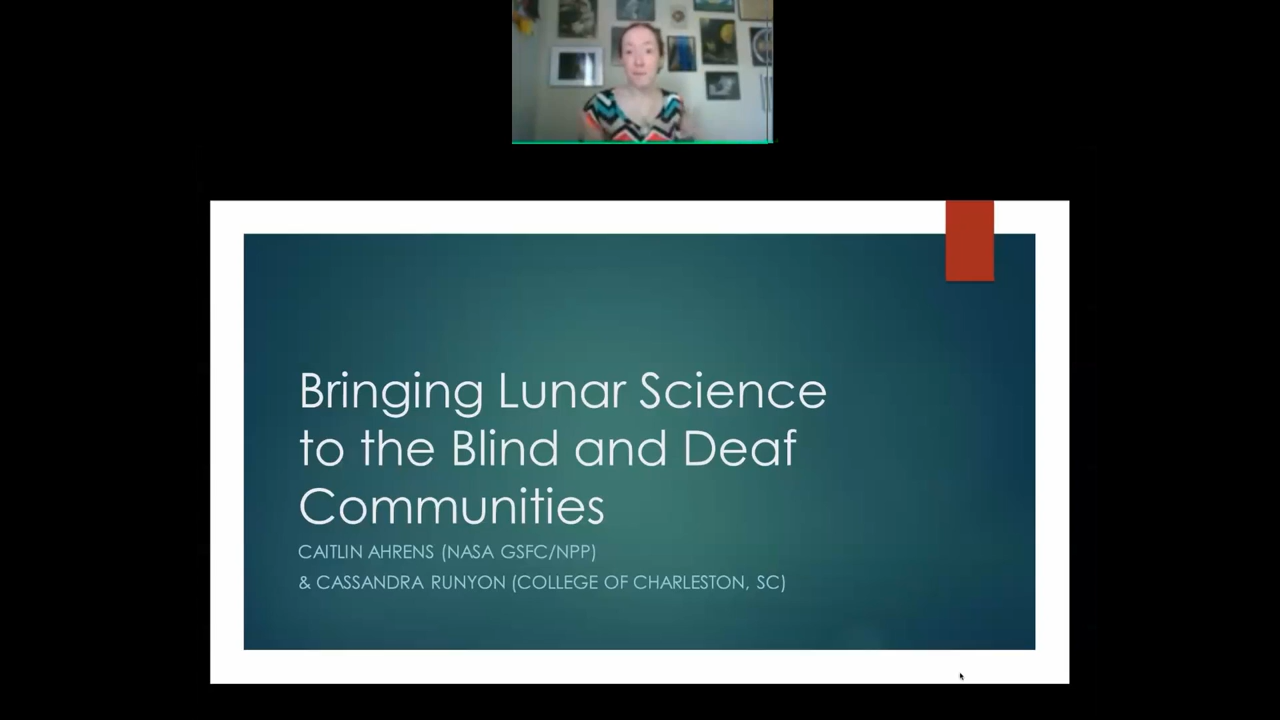 Bringing Lunar Science
to the Blind and Deaf
Communities
CAITLIN AHRENS (NASA GSFC/NPP)
& CASSANDRA RUNYON (COLLEGE OF CHARLESTON, SC)